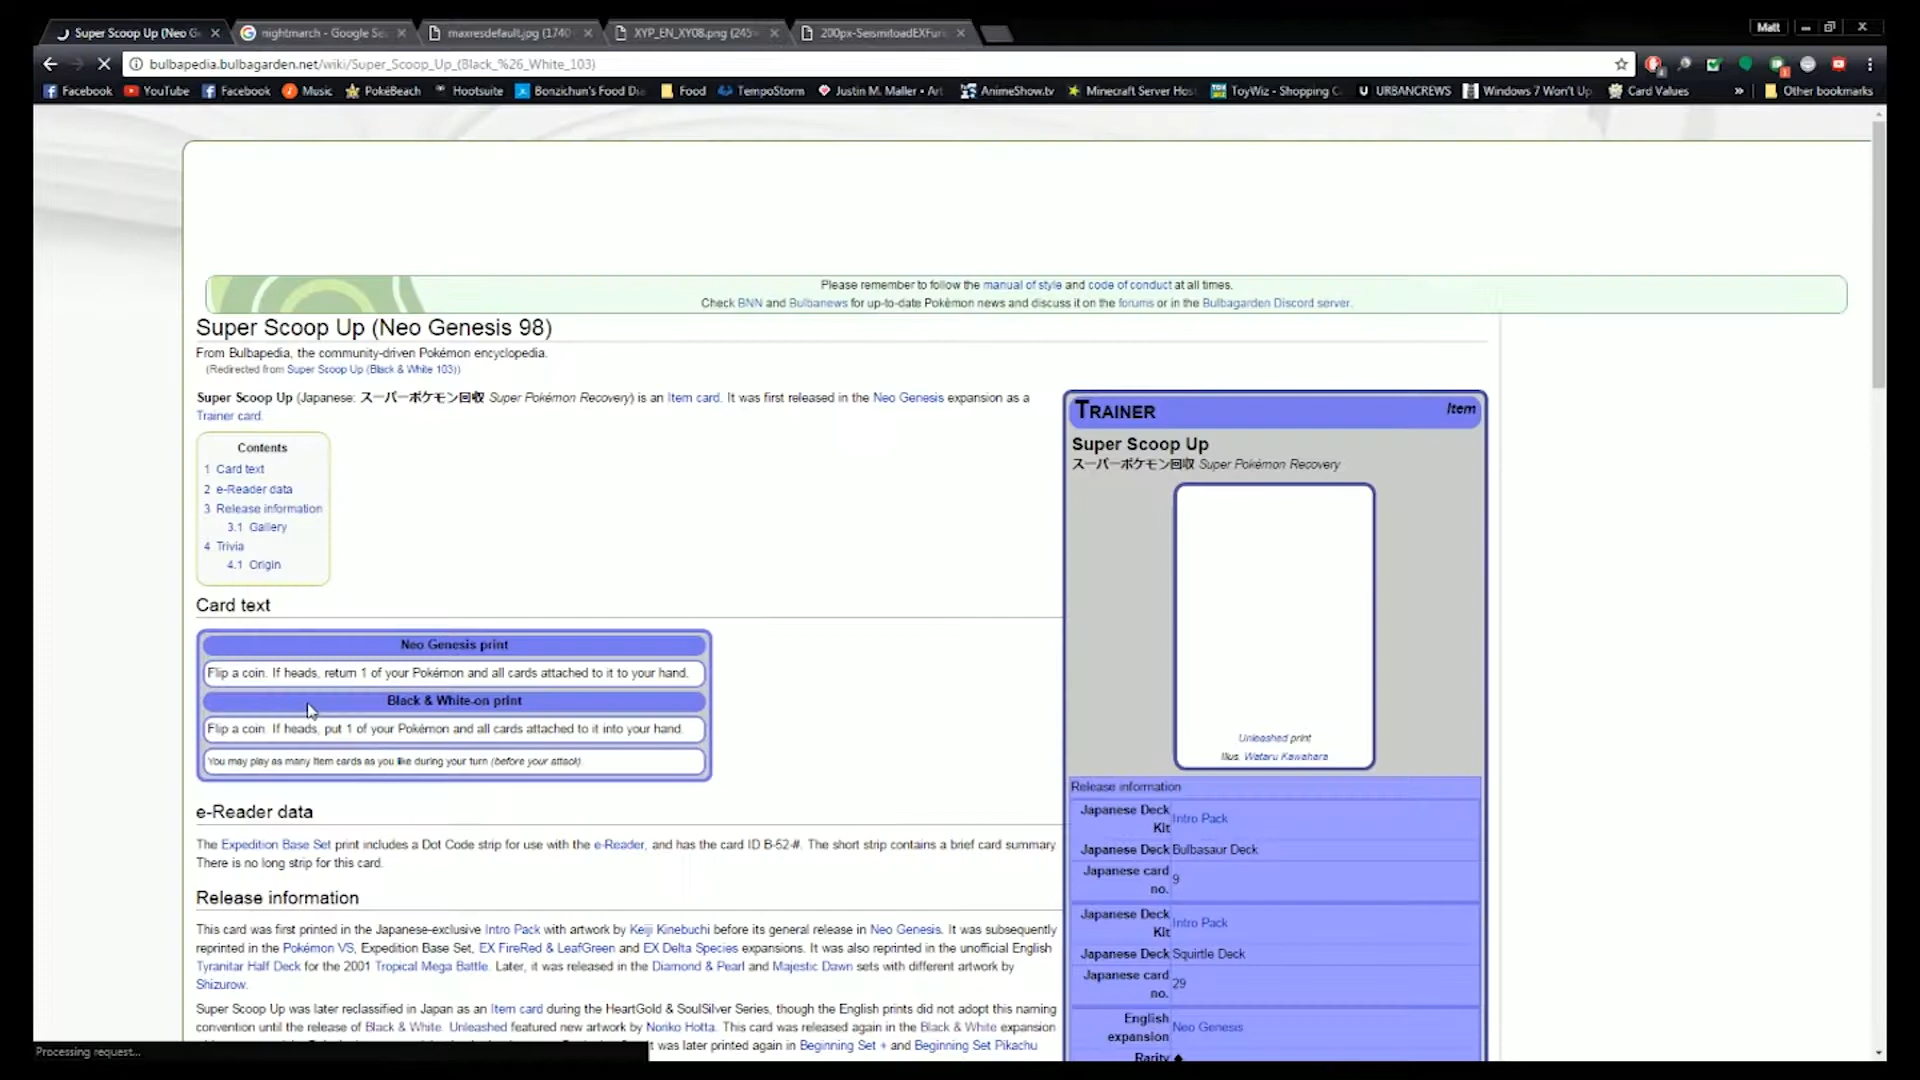 Super Scoop Up (Neo G
nightmarch - Google Se
maxresdefault.jpg (1740
XYP_EN_XY08.png (245
200px-SeismitoadEXFuri
Matt
bulbapedia.bulbagarden.net/wiki/Super_Scoop_Up_(Black_%26_White_103)
Facebook
YouTube
Facebook
Music
PokéBeach
Hootsuite
Bonzichun's Food Dia
Food
TempoStorm
Justin M. Maller • Art
AnimeShow.tv
Minecraft Server Host
ToyWiz - Shopping C
URBANCREWS
Windows 7 Won't Up
Card Values
»
Other bookmarks
Please remember to follow the manual of style and code of conduct at all times.
Check BNN and Bulbanews for up-to-date Pokémon news and discuss it on the forums or in the Bulbagarden Discord server.
Super Scoop Up (Neo Genesis 98)
From Bulbapedia, the community-driven Pokémon encyclopedia.
(Redirected from Super Scoop Up (Black & White 103))
Super Scoop Up (Japanese: スーパーポケモン回収 Super Pokémon Recovery) is an Item card. It was first released in the Neo Genesis expansion as a
Trainer card.
Contents
1 Card text
2 e-Reader data
3 Release information
3.1 Gallery
4 Trivia
4.1 Origin
Card text
Neo Genesis print
Flip a coin. If heads, return 1 of your Pokémon and all cards attached to it to your hand.
Black & White-on print
Flip a coin. If heads, put 1 of your Pokémon and all cards attached to it into your hand.
You may play as many Item cards as you like during your turn (before your attack).
e-Reader data
The Expedition Base Set print includes a Dot Code strip for use with the e-Reader, and has the card ID B-52-#. The short strip contains a brief card summary.
There is no long strip for this card.
Release information
This card was first printed in the Japanese-exclusive Intro Pack with artwork by Keiji Kinebuchi before its general release in Neo Genesis. It was subsequently
reprinted in the Pokémon VS, Expedition Base Set, EX FireRed & LeafGreen and EX Delta Species expansions. It was also reprinted in the unofficial English
Tyranitar Half Deck for the 2001 Tropical Mega Battle. Later, it was released in the Diamond & Pearl and Majestic Dawn sets with different artwork by
Shizurow.
Super Scoop Up was later reclassified in Japan as an Item card during the HeartGold & SoulSilver Series, though the English prints did not adopt this naming
convention until the release of Black & White. Unleashed featured new artwork by Noriko Hotta. This card was released again in the Black & White expansion
it was later printed again in Beginning Set + and Beginning Set Pikachu
TRAINER
Item
Super Scoop Up
スーパーポケモン回収 Super Pokémon Recovery
Unleashed print
Illus. Wataru Kawahara
Release information
Japanese Deck Kit Intro Pack
Japanese Deck Bulbasaur Deck
Japanese card no. 9
Japanese Deck Kit Intro Pack
Japanese Deck Squirtle Deck
Japanese card no. 29
English expansion Neo Genesis
Rarity
Processing request...